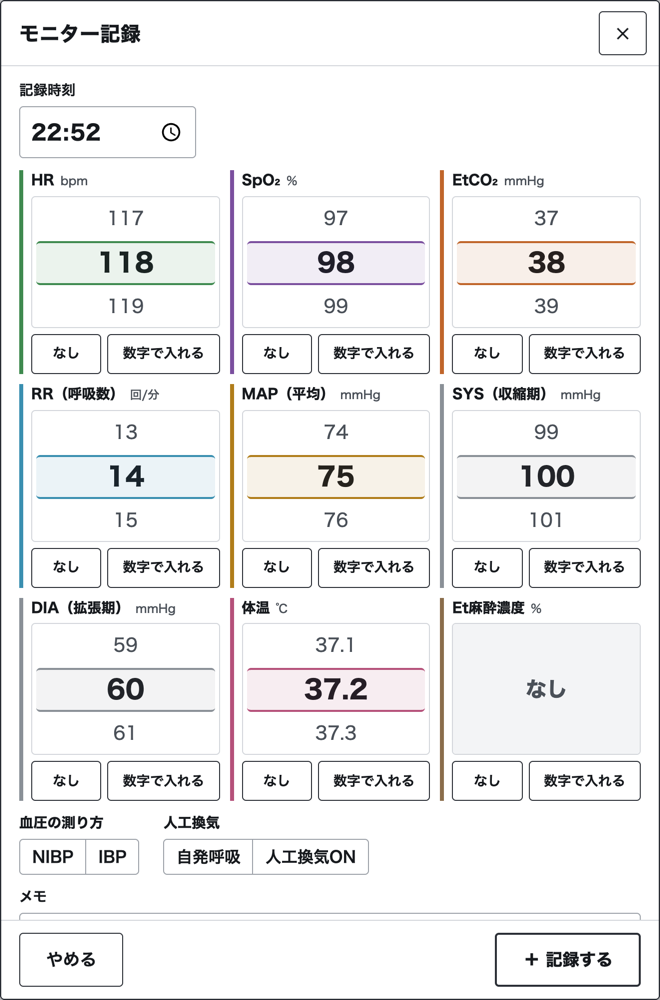 モニター記録
×
記録時刻
22:52
HR bpm
117
118
119
なし 数字で入れる
SpO₂ %
97
98
99
なし 数字で入れる
EtCO₂ mmHg
37
38
39
なし 数字で入れる
RR（呼吸数） 回/分
13
14
15
なし 数字で入れる
MAP（平均） mmHg
74
75
76
なし 数字で入れる
SYS（収縮期） mmHg
99
100
101
なし 数字で入れる
DIA（拡張期） mmHg
59
60
61
なし 数字で入れる
体温 ℃
37.1
37.2
37.3
なし 数字で入れる
Et麻酔濃度 %
なし
なし 数字で入れる
血圧の測り方
NIBP IBP
人工換気
自発呼吸 人工換気ON
メモ
やめる
＋ 記録する